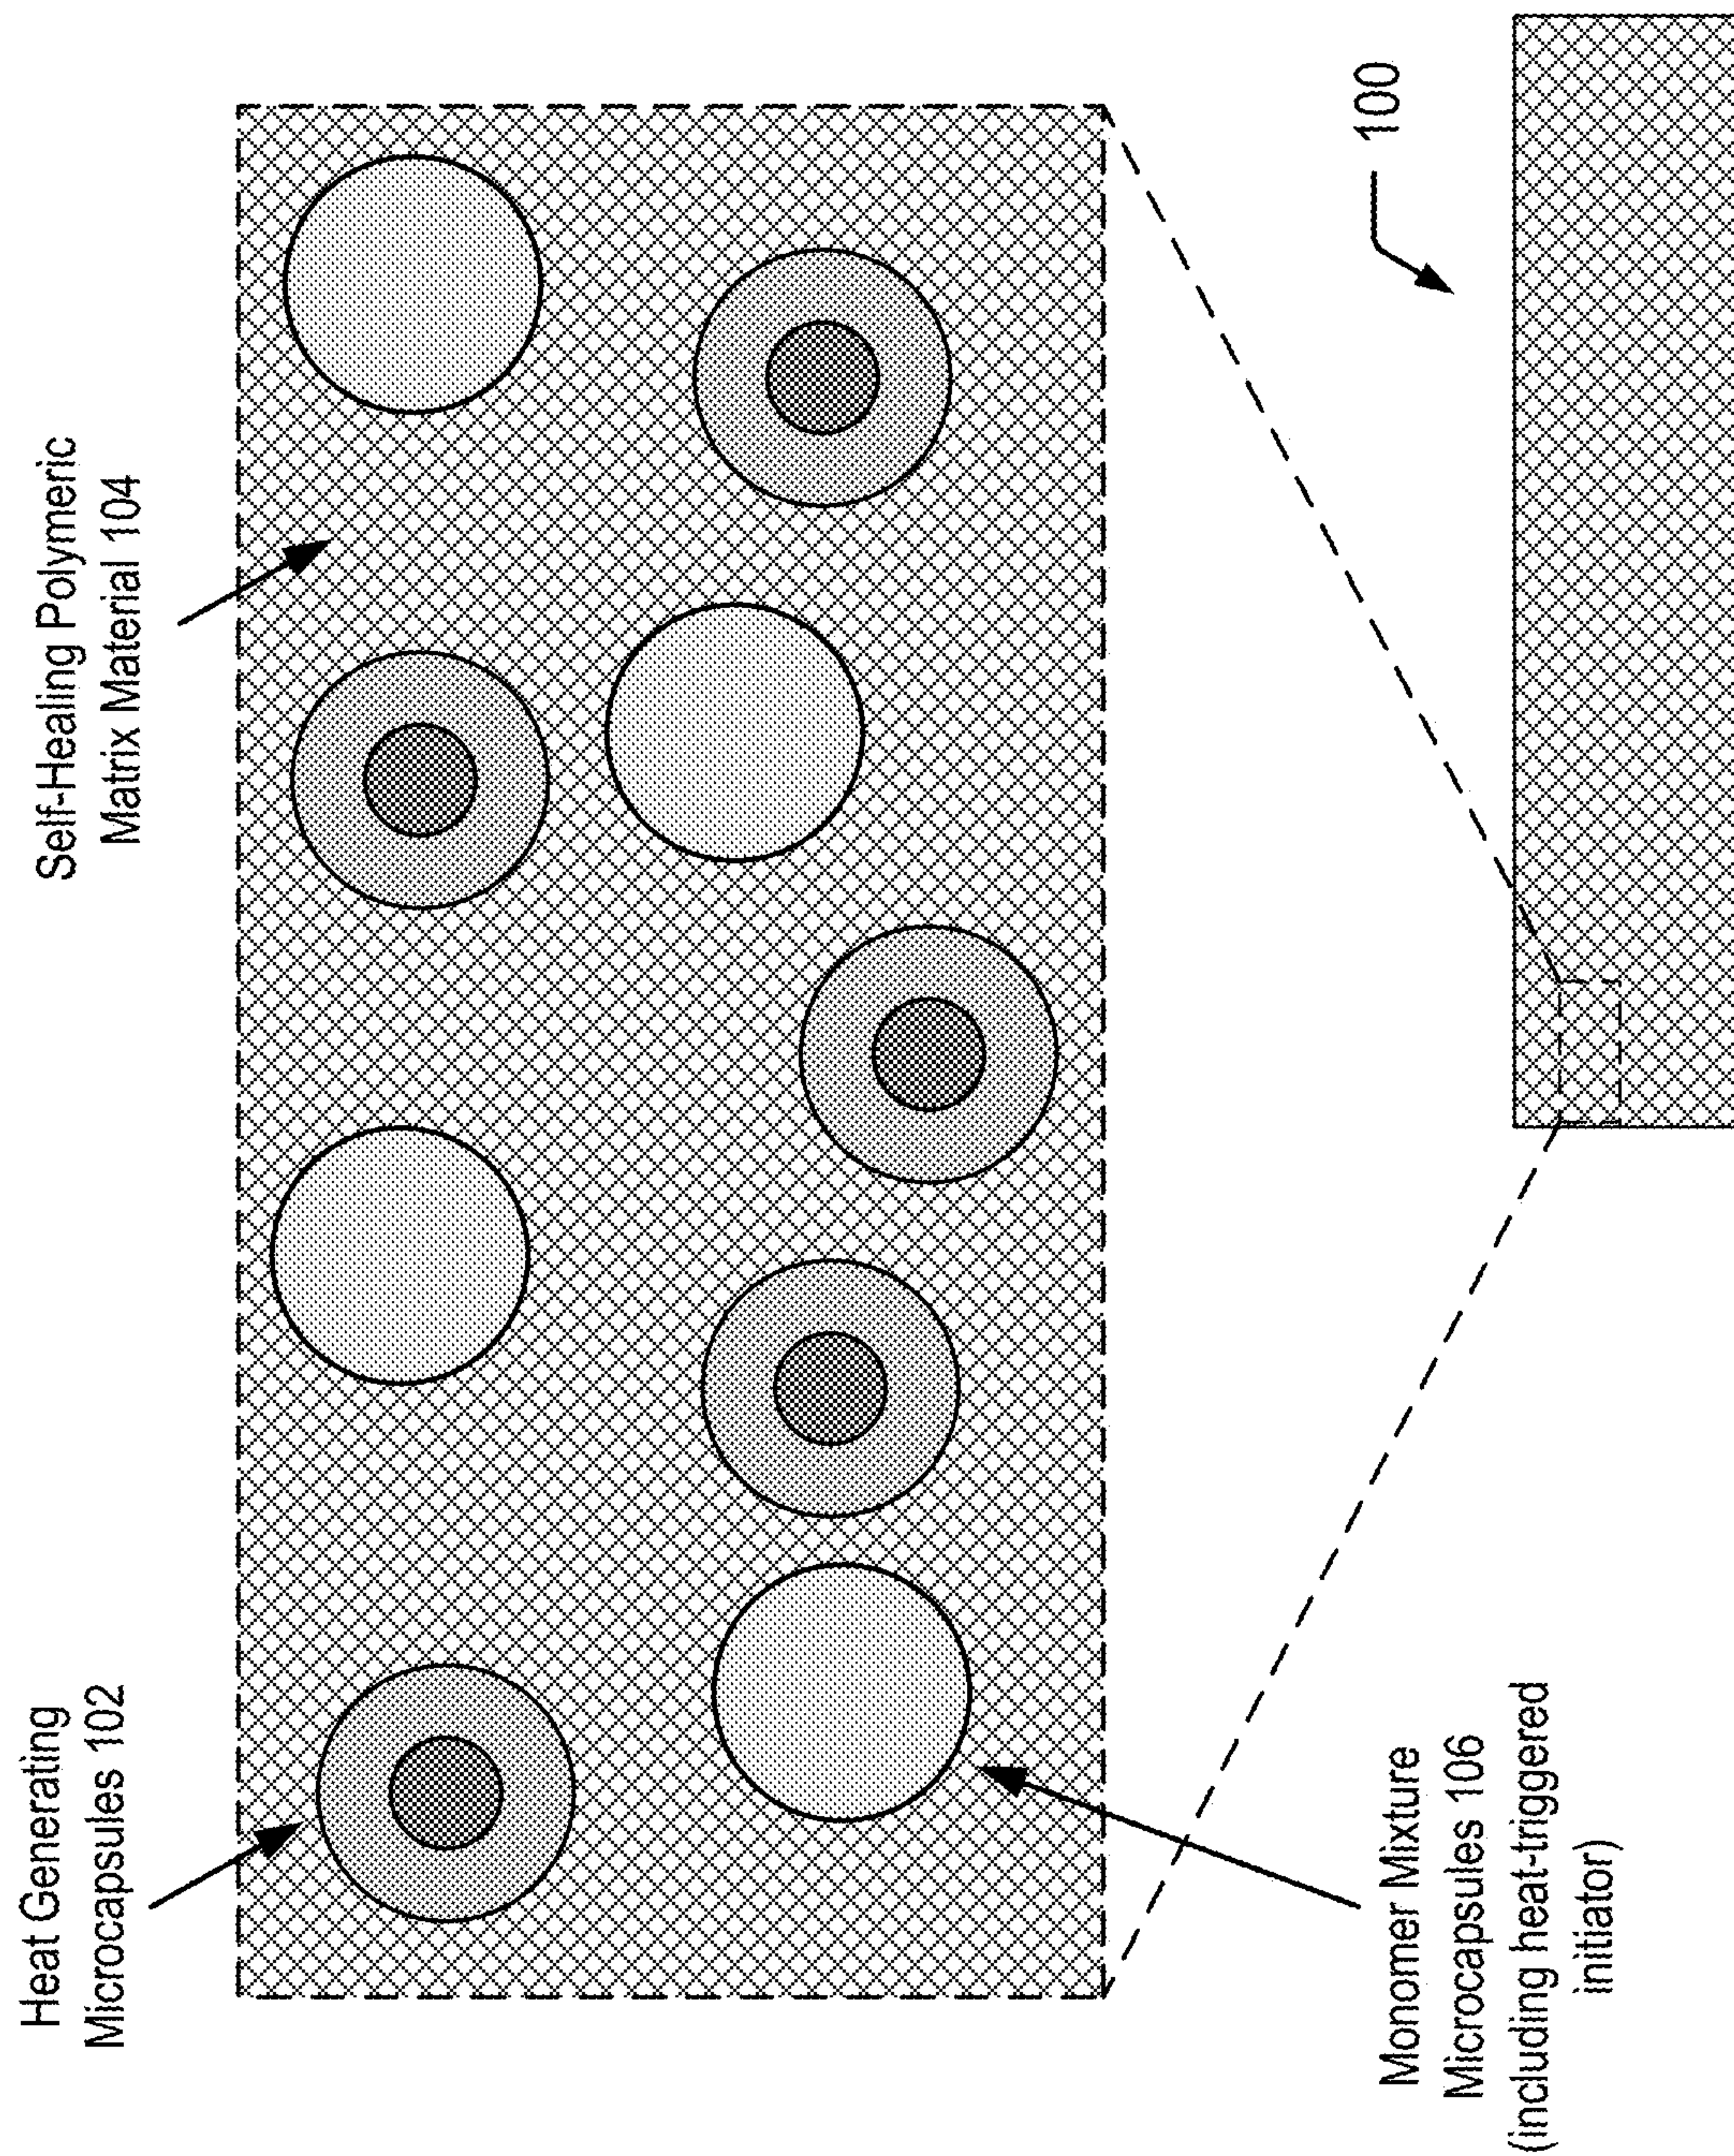 Heat Generating
Microcapsules 102
Self-Healing Polymeric
Matrix Material 104
Monomer Mixture
Microcapsules 106
(including heat-triggered
initiator)
100